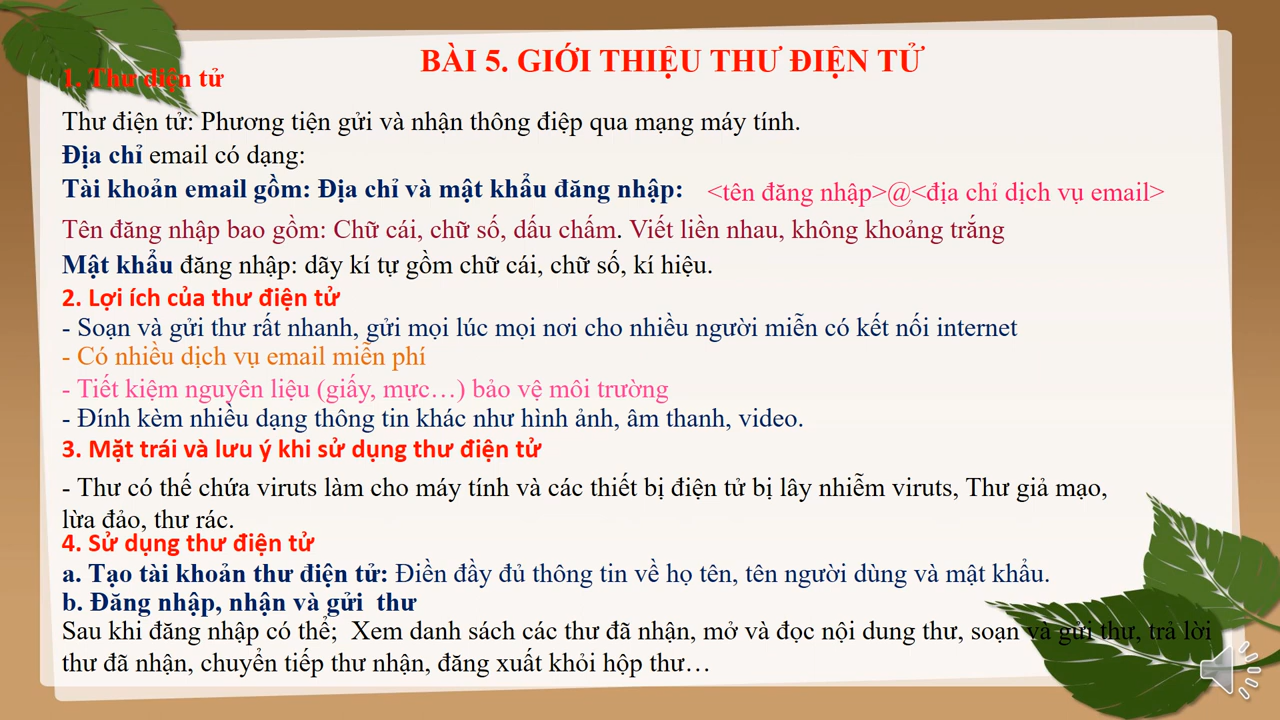 BÀI 5. GIỚI THIỆU THƯ ĐIỆN TỬ
1. Thư điện tử
Thư điện tử: Phương tiện gửi và nhận thông điệp qua mạng máy tính.
Địa chỉ email có dạng:
Tài khoản email gồm: Địa chỉ và mật khẩu đăng nhập: <tên đăng nhập>@<địa chỉ dịch vụ email>
Tên đăng nhập bao gồm: Chữ cái, chữ số, dấu chấm. Viết liền nhau, không khoảng trắng
Mật khẩu đăng nhập: dãy kí tự gồm chữ cái, chữ số, kí hiệu.
2. Lợi ích của thư điện tử
- Soạn và gửi thư rất nhanh, gửi mọi lúc mọi nơi cho nhiều người miễn có kết nối internet
- Có nhiều dịch vụ email miễn phí
- Tiết kiệm nguyên liệu (giấy, mực…) bảo vệ môi trường
- Đính kèm nhiều dạng thông tin khác như hình ảnh, âm thanh, video.
3. Mặt trái và lưu ý khi sử dụng thư điện tử
- Thư có thể chứa viruts làm cho máy tính và các thiết bị điện tử bị lây nhiễm viruts, Thư giả mạo,
lừa đảo, thư rác.
4. Sử dụng thư điện tử
a. Tạo tài khoản thư điện tử: Điền đầy đủ thông tin về họ tên, tên người dùng và mật khẩu.
b. Đăng nhập, nhận và gửi thư
Sau khi đăng nhập có thể; Xem danh sách các thư đã nhận, mở và đọc nội dung thư, soạn và gửi thư, trả lời
thư đã nhận, chuyển tiếp thư nhận, đăng xuất khỏi hộp thư…